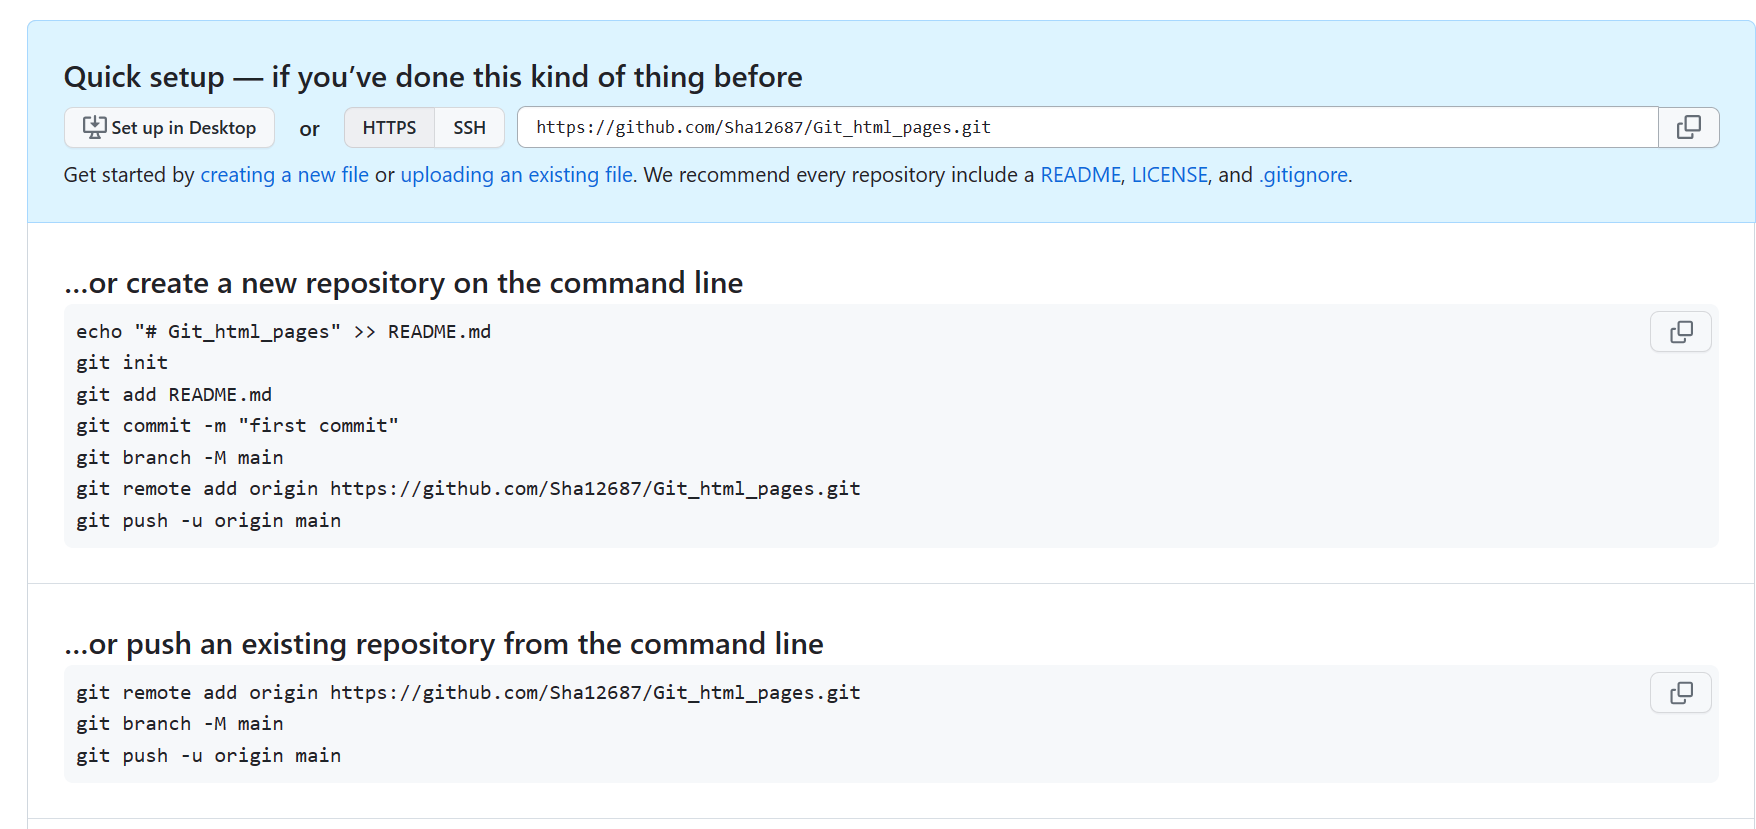 Quick setup — if you’ve done this kind of thing before
Set up in Desktop or HTTPS SSH https://github.com/Sha12687/Git_html_pages.git
Get started by creating a new file or uploading an existing file. We recommend every repository include a README, LICENSE, and .gitignore.
…or create a new repository on the command line
echo "# Git_html_pages" >> README.md
git init
git add README.md
git commit -m "first commit"
git branch -M main
git remote add origin https://github.com/Sha12687/Git_html_pages.git
git push -u origin main
…or push an existing repository from the command line
git remote add origin https://github.com/Sha12687/Git_html_pages.git
git branch -M main
git push -u origin main